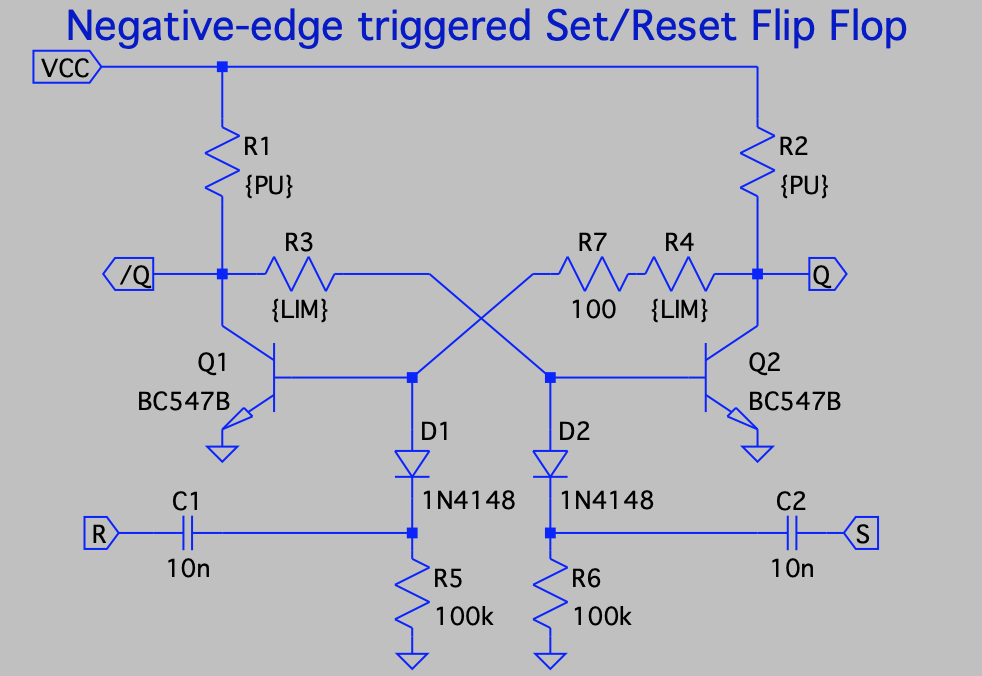 Negative-edge triggered Set/Reset Flip Flop
VCC
R1
{PU}
R2
{PU}
R3
{LIM}
R7
100
R4
{LIM}
/Q
Q
Q1
BC547B
Q2
BC547B
D1
1N4148
D2
1N4148
C1
10n
R
C2
10n
S
R5
100k
R6
100k